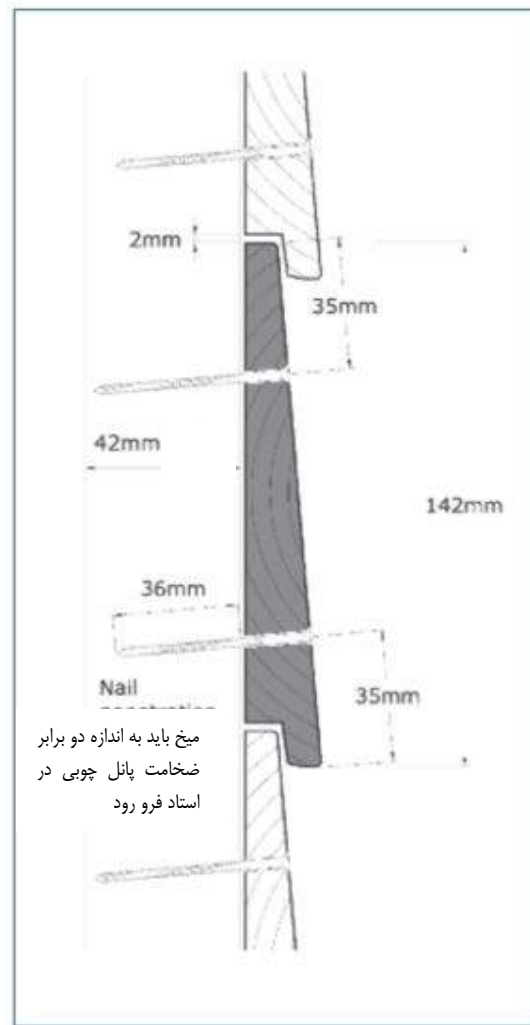 2mm
35mm
42mm
142mm
36mm
35mm
Nail
میخ باید به اندازه دو برابر
ضخامت پانل چوبی در
استاد فرو رود